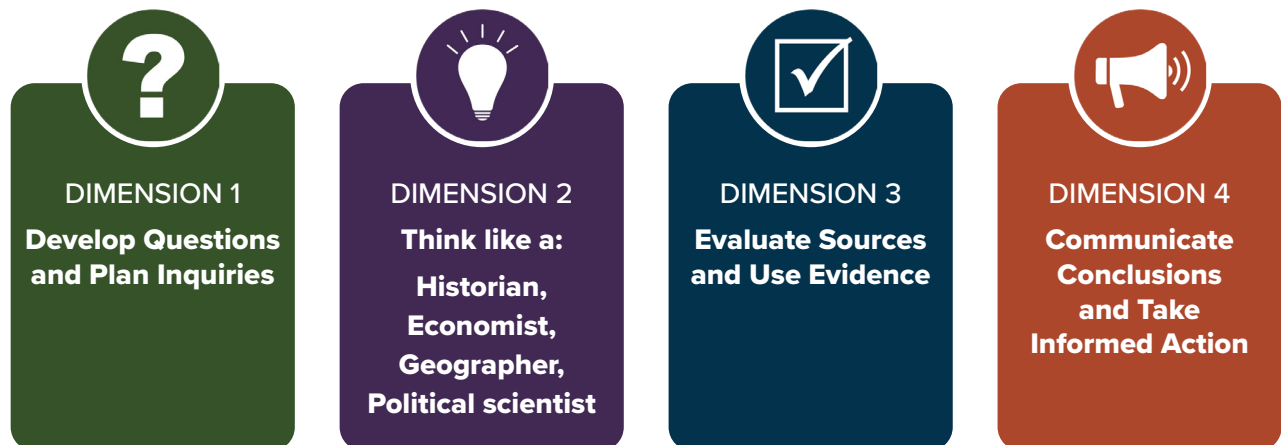 DIMENSION 1
Develop Questions
and Plan Inquiries
DIMENSION 2
Think like a:
Historian,
Economist,
Geographer,
Political scientist
DIMENSION 3
Evaluate Sources
and Use Evidence
DIMENSION 4
Communicate
Conclusions
and Take
Informed Action